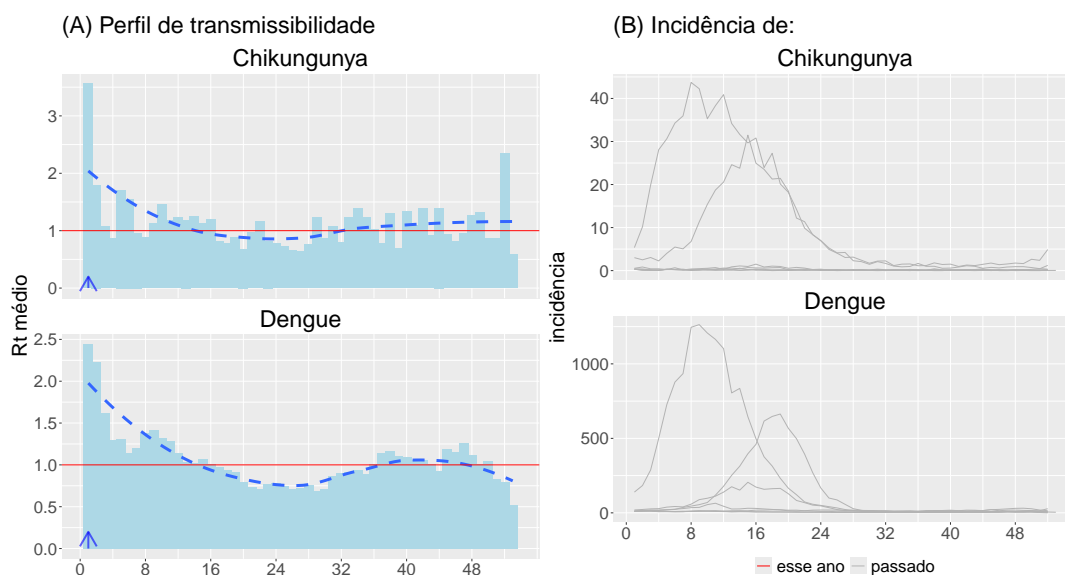 (A) Perfil de transmissibilidade
Chikungunya
3
2
1
0
Dengue
2.5
2.0
1.5
1.0
0.5
0.0
0 8 16 24 32 40 48
Rt médio
(B) Incidência de:
Chikungunya
40
30
20
10
0
Dengue
1000
500
0
0 8 16 24 32 40 48
incidência
esse ano passado